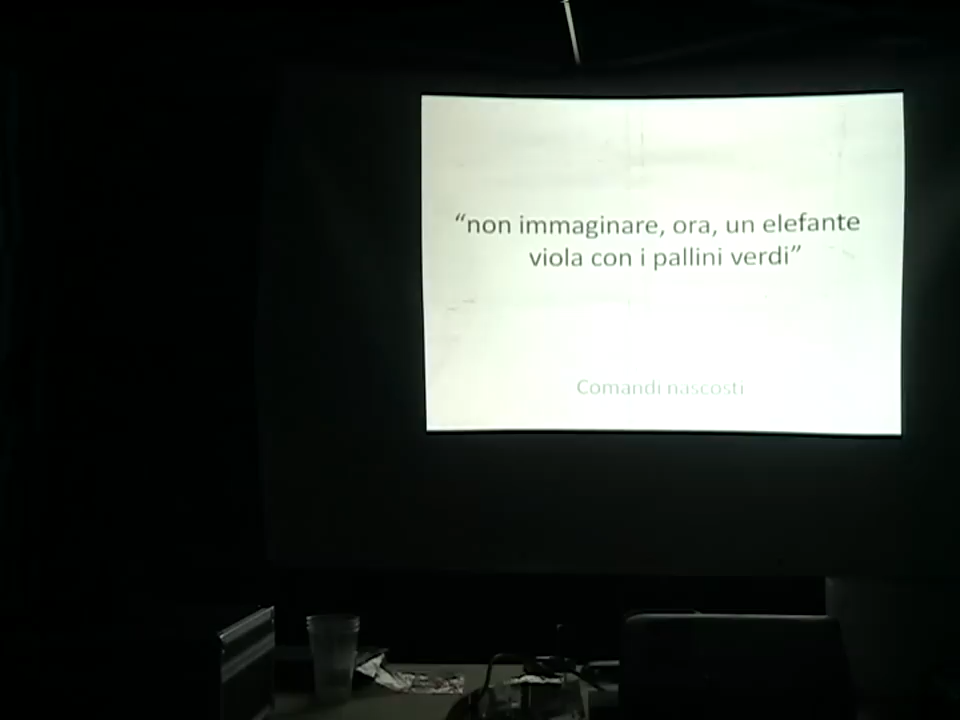 “non immaginare, ora, un elefante
viola con i pallini verdi”
Comandi nascosti